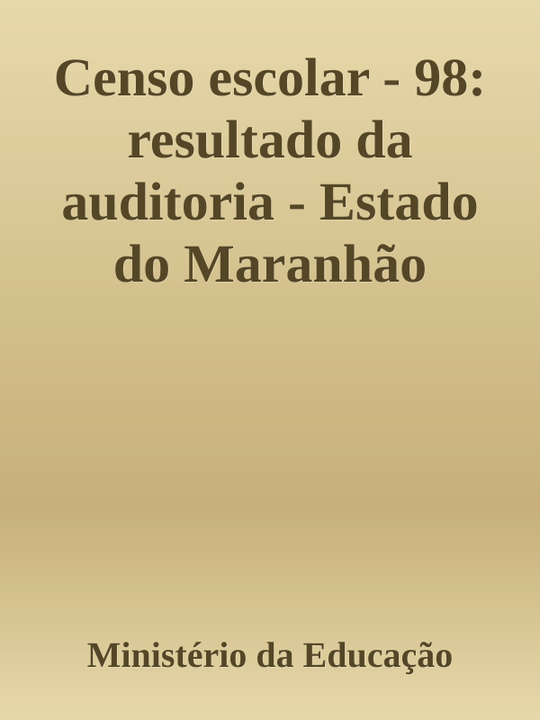 Censo escolar - 98:
resultado da
auditoria - Estado
do Maranhão
Ministério da Educação